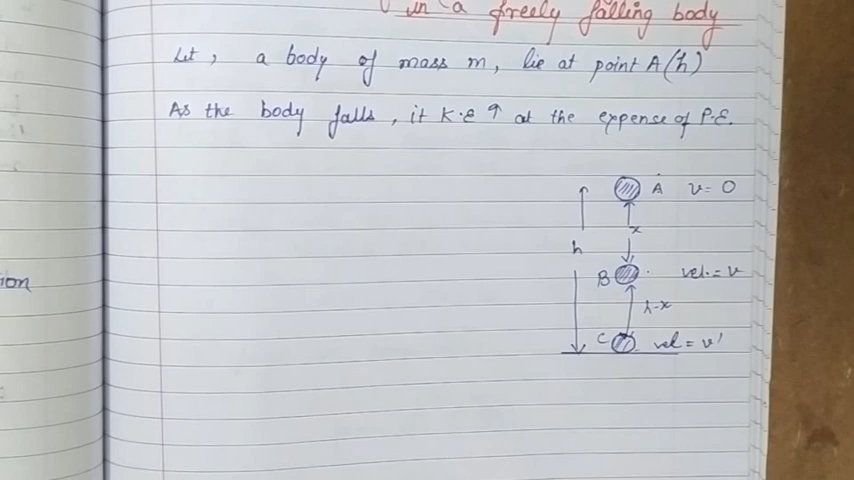 in a freely falling body
Let, a body of mass m, lie at point A(h)
As the body falls, it K.E ↑ at the expense of P.E.
A v = 0
x
h
ion
B vel. = v
h-x
C vel = v'